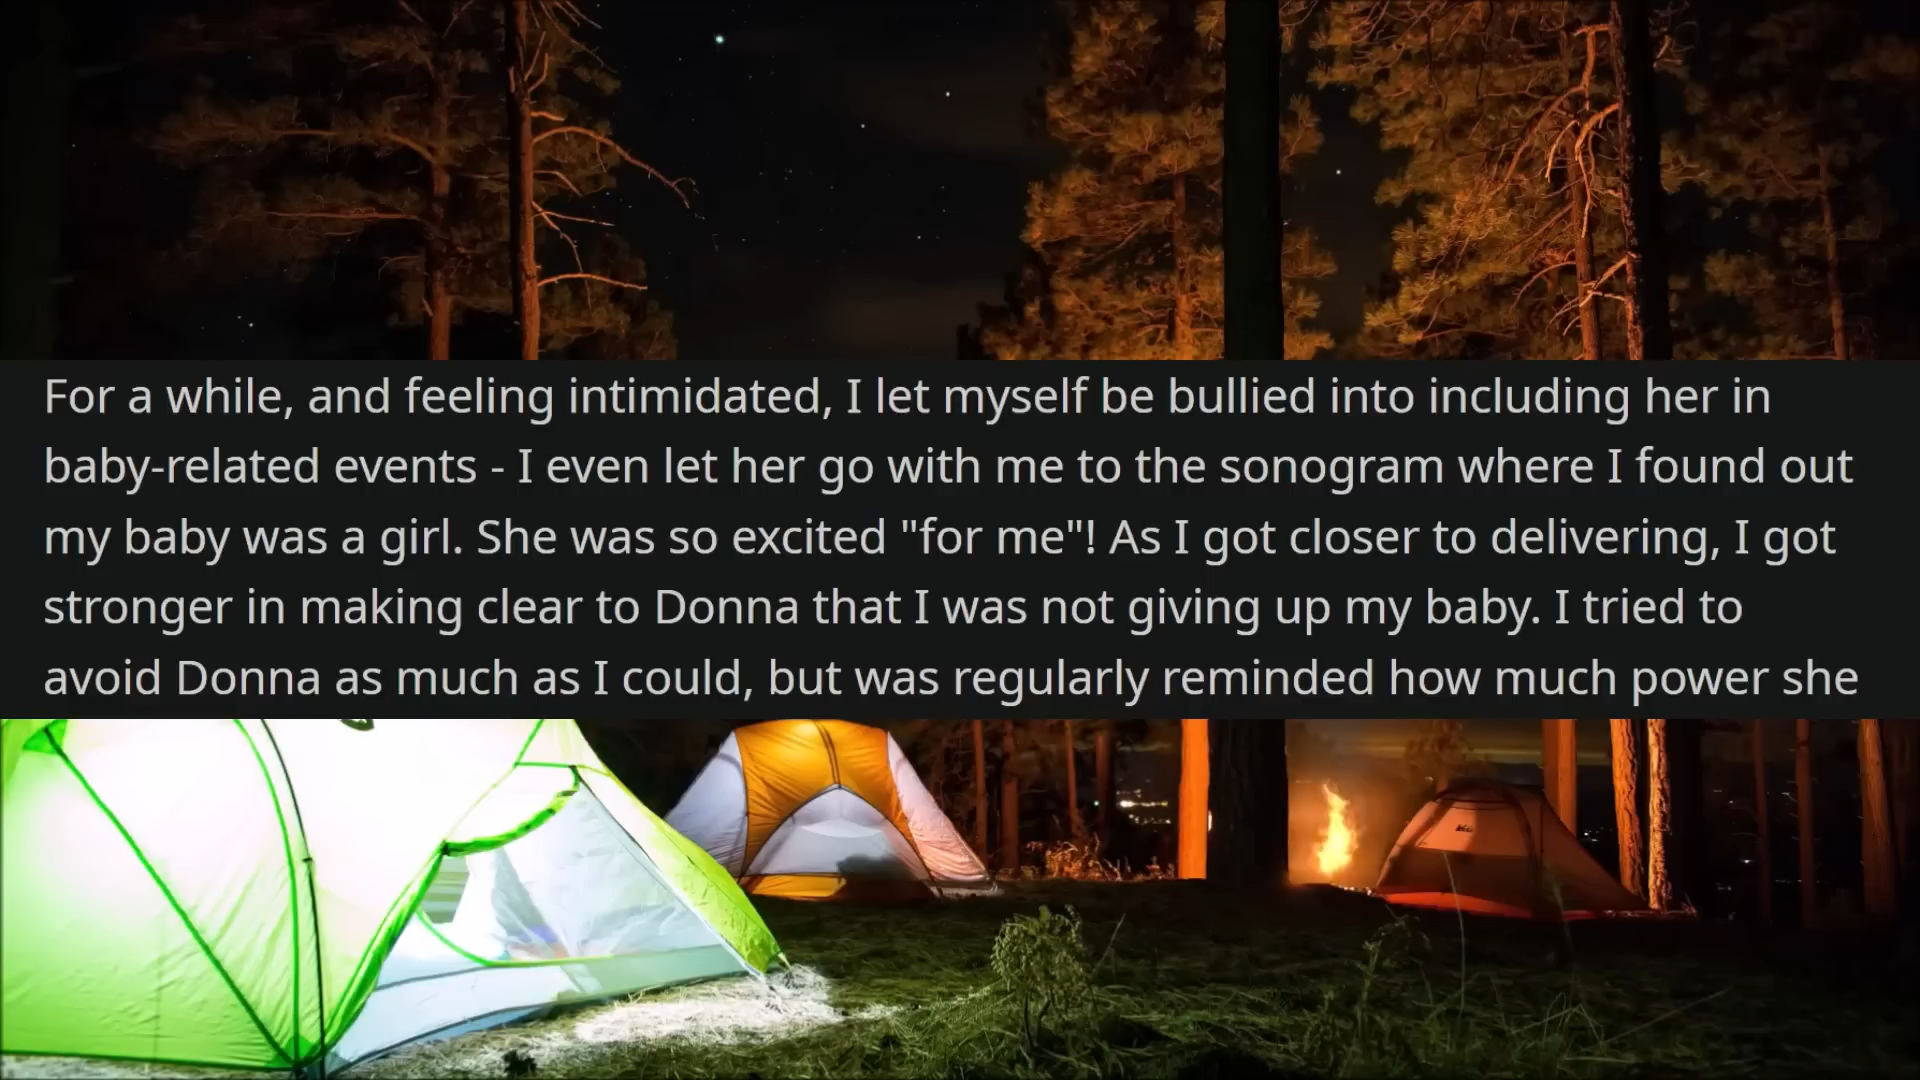 For a while, and feeling intimidated, I let myself be bullied into including her in
baby-related events - I even let her go with me to the sonogram where I found out
my baby was a girl. She was so excited "for me"! As I got closer to delivering, I got
stronger in making clear to Donna that I was not giving up my baby. I tried to
avoid Donna as much as I could, but was regularly reminded how much power she